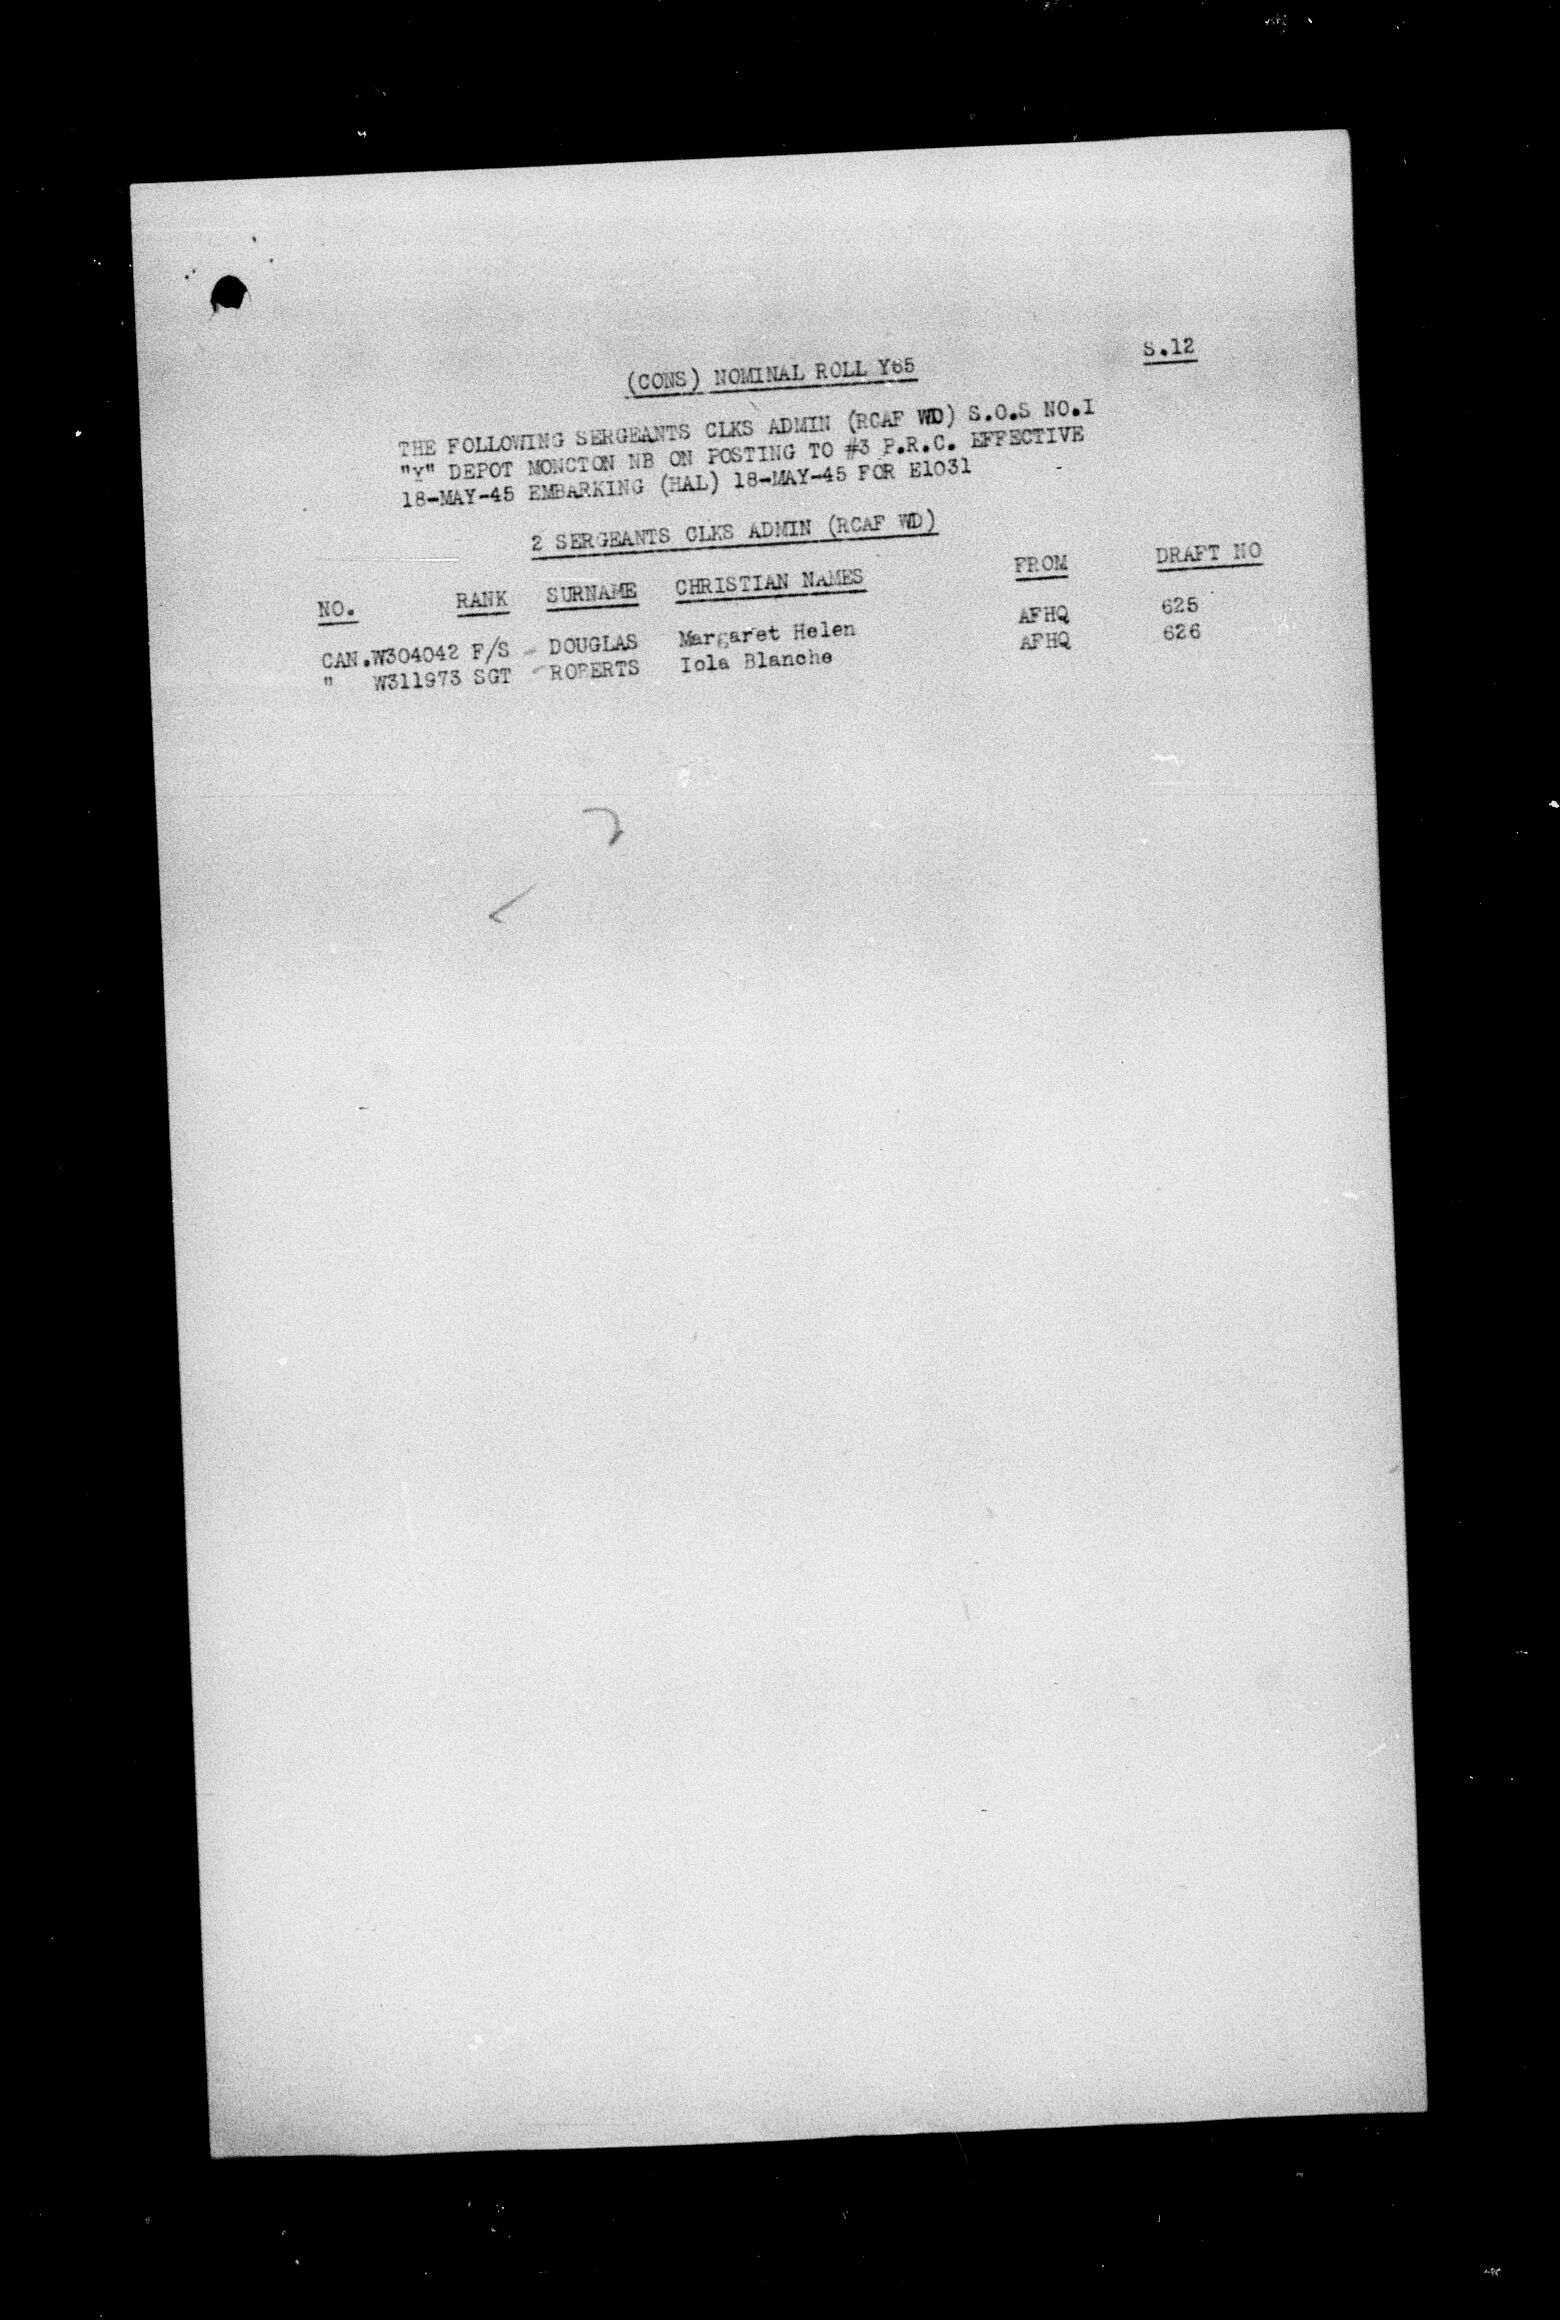 S.12
(CONS) NOMINAL ROLL Y65
THE FOLLOWING SERGEANTS CLKS ADMIN (RCAF WD) S.O.S NO.I
"Y" DEPOT MONCTON NB ON POSTING TO #3 P.R.C. EFFECTIVE
18-MAY-45 EMBARKING (HAL) 18-MAY-45 FOR E1031
2 SERGEANTS CLKS ADMIN (RCAF WD)
NO. RANK SURNAME CHRISTIAN NAMES FROM DRAFT NO
CAN.W304042 F/S DOUGLAS Margaret Helen AFHQ 625
" W311973 SGT ROBERTS Iola Blanche AFHQ 626